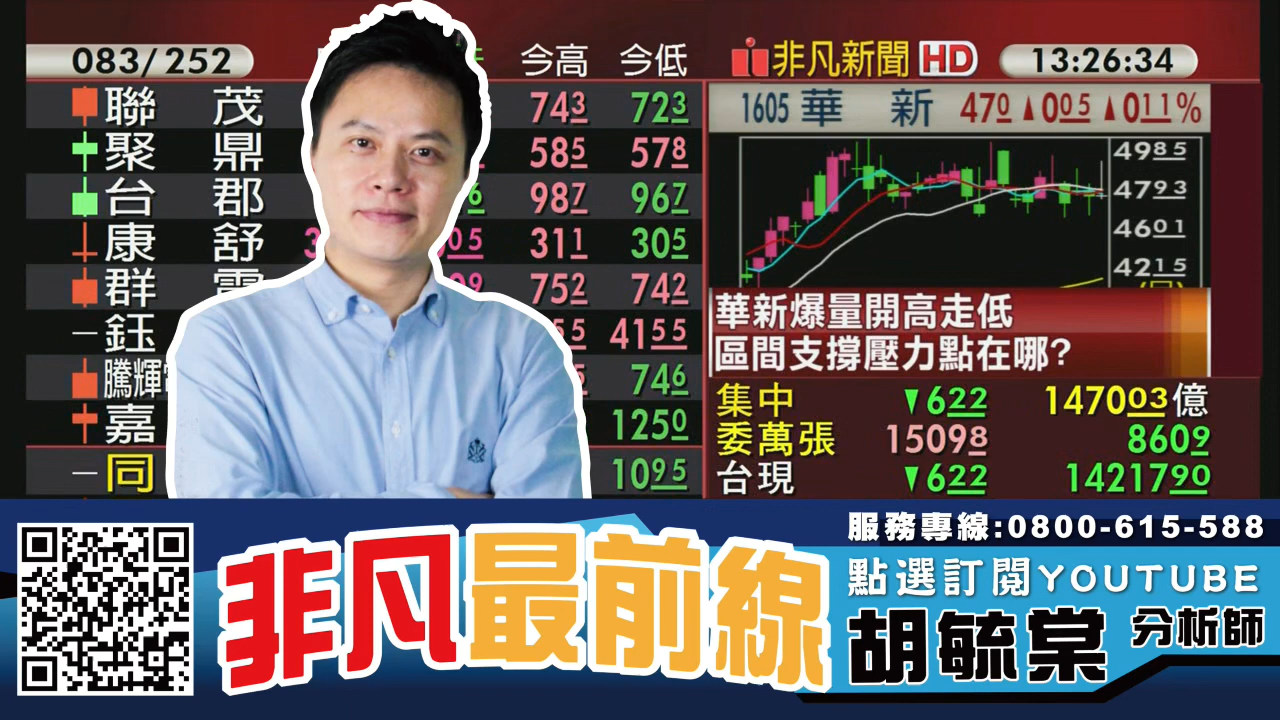 083/252
今高 今低
聯茂 743 723
聚鼎 585 578
台郡 6 987 967
康舒 3 05 311 305
群 752 742
鈺 55 4155
騰輝 746
嘉 1250
同 1095
非凡新聞 HD 13:26:34
1605 華新 470 ▲005 ▲011%
4985
4793
4601
4215
華新爆量開高走低
區間支撐壓力點在哪?
集中 ▼622 1470003億
委萬張 15098 8609
台現 ▼622 1421790
非凡最前線
服務專線:0800-615-588
點選訂閱YOUTUBE
胡毓棠 分析師